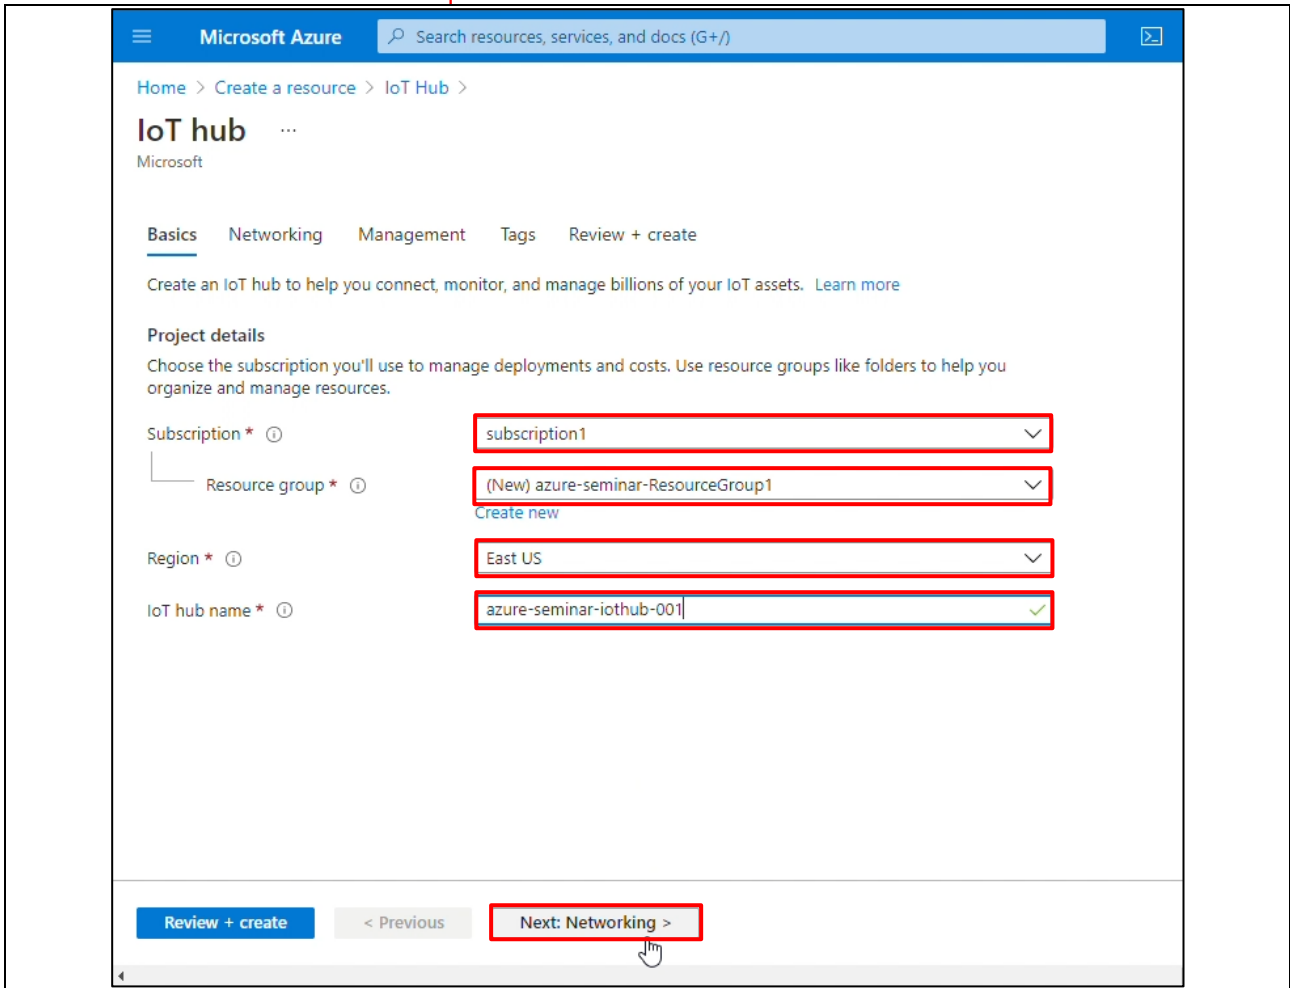 Microsoft Azure
Search resources, services, and docs (G+/)
Home > Create a resource > IoT Hub >
IoT hub ...
Microsoft
Basics Networking Management Tags Review + create
Create an IoT hub to help you connect, monitor, and manage billions of your IoT assets. Learn more
Project details
Choose the subscription you'll use to manage deployments and costs. Use resource groups like folders to help you
organize and manage resources.
Subscription * subscription1
Resource group * (New) azure-seminar-ResourceGroup1
Create new
Region * East US
IoT hub name * azure-seminar-iothub-001
Review + create < Previous Next: Networking >